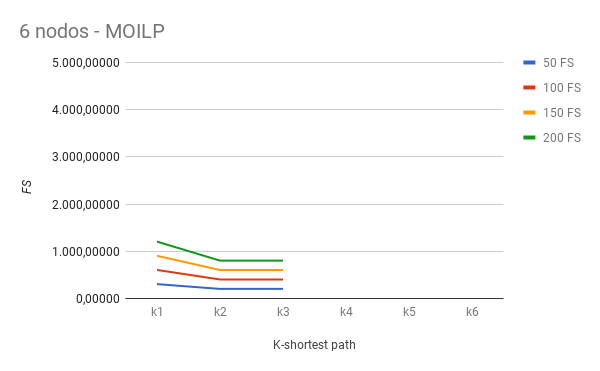 6 nodos - MOILP
5.000,00000
4.000,00000
3.000,00000
2.000,00000
1.000,00000
0,00000
FS
k1 k2 k3 k4 k5 k6
K-shortest path
50 FS
100 FS
150 FS
200 FS